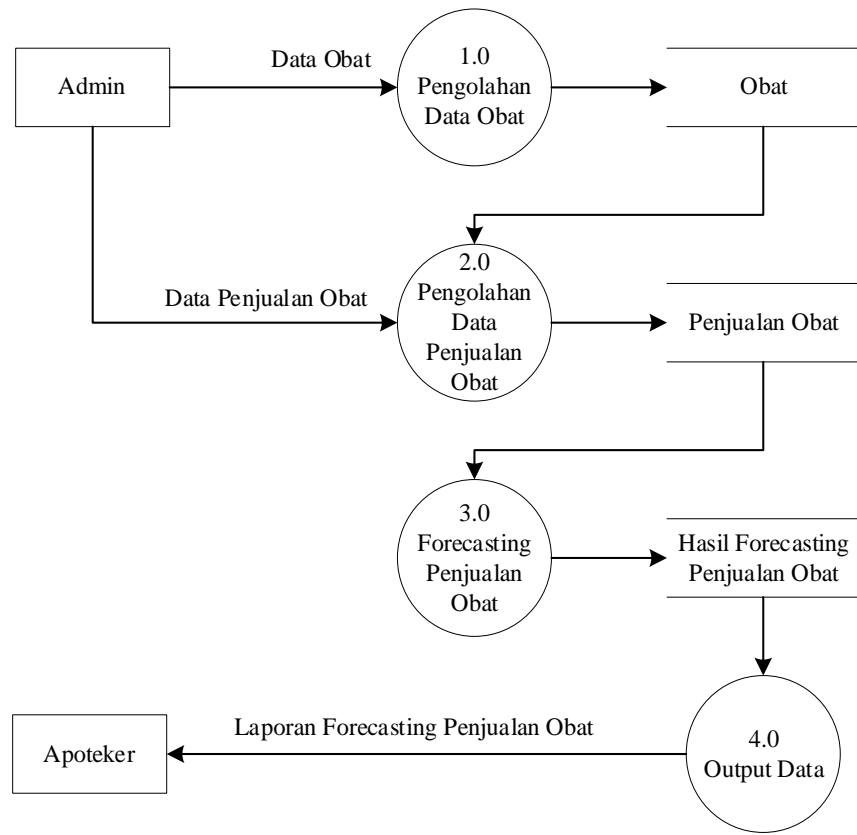 Data Obat
Admin
1.0
Pengolahan
Data Obat
Obat
Data Penjualan Obat
2.0
Pengolahan
Data
Penjualan
Obat
Penjualan Obat
3.0
Forecasting
Penjualan
Obat
Hasil Forecasting
Penjualan Obat
Laporan Forecasting Penjualan Obat
Apoteker
4.0
Output Data